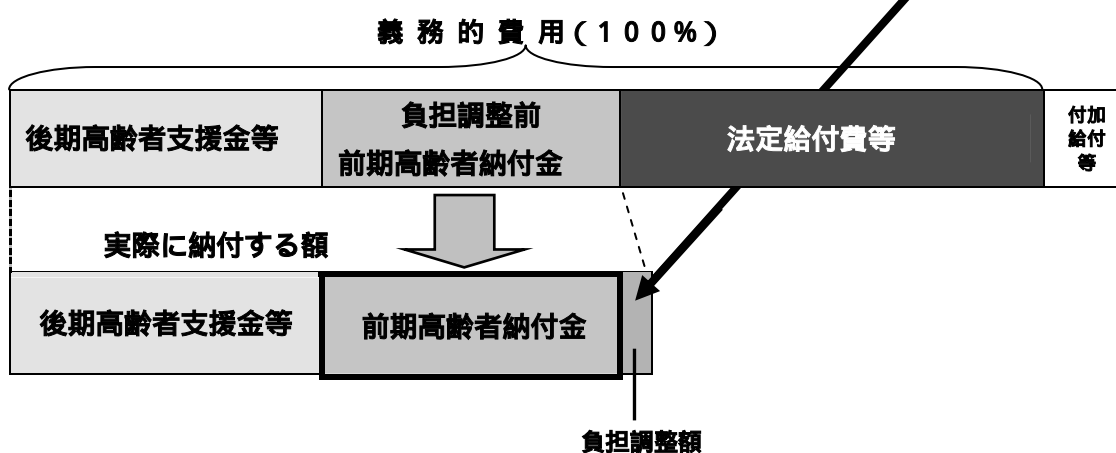 義務的費用(100%)
後期高齢者支援金等
負担調整前
前期高齢者納付金
法定給付費等
付加
給付
等
実際に納付する額
後期高齢者支援金等
前期高齢者納付金
負担調整額